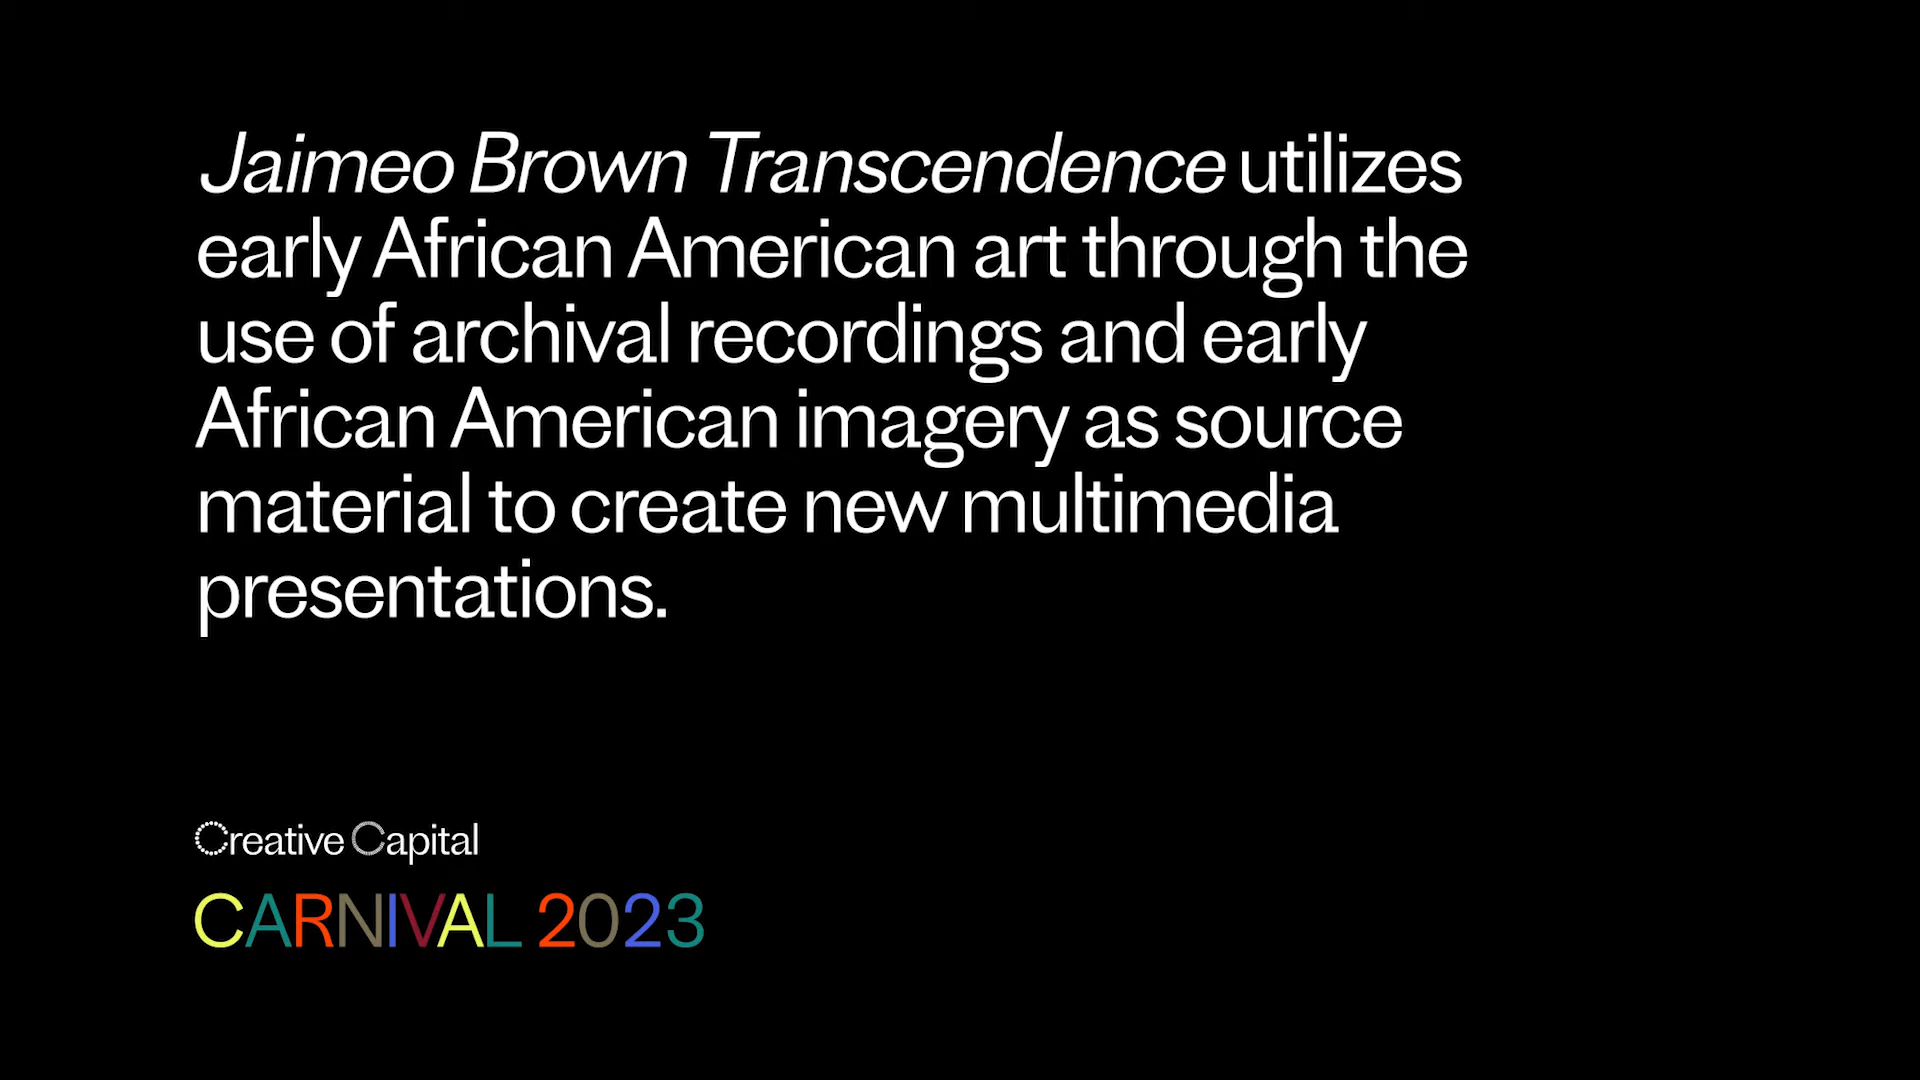 Jaimeo Brown Transcendence utilizes
early African American art through the
use of archival recordings and early
African American imagery as source
material to create new multimedia
presentations.
Creative Capital
CARNIVAL 2023